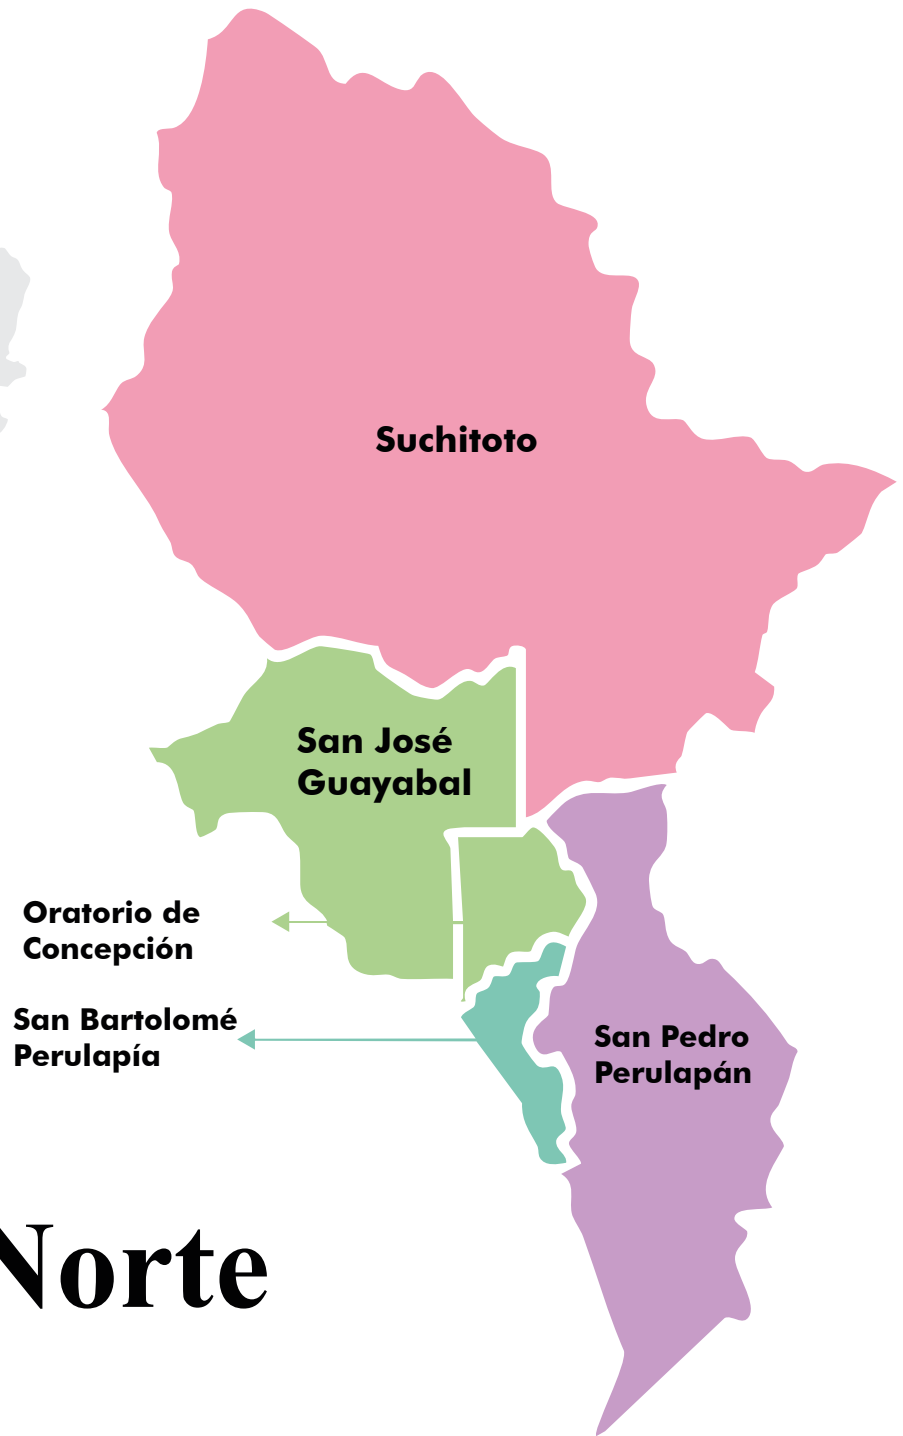 Suchitoto
San José
Guayabal
Oratorio de
Concepción
San Bartolomé
Perulapía
San Pedro
Perulapán
Norte